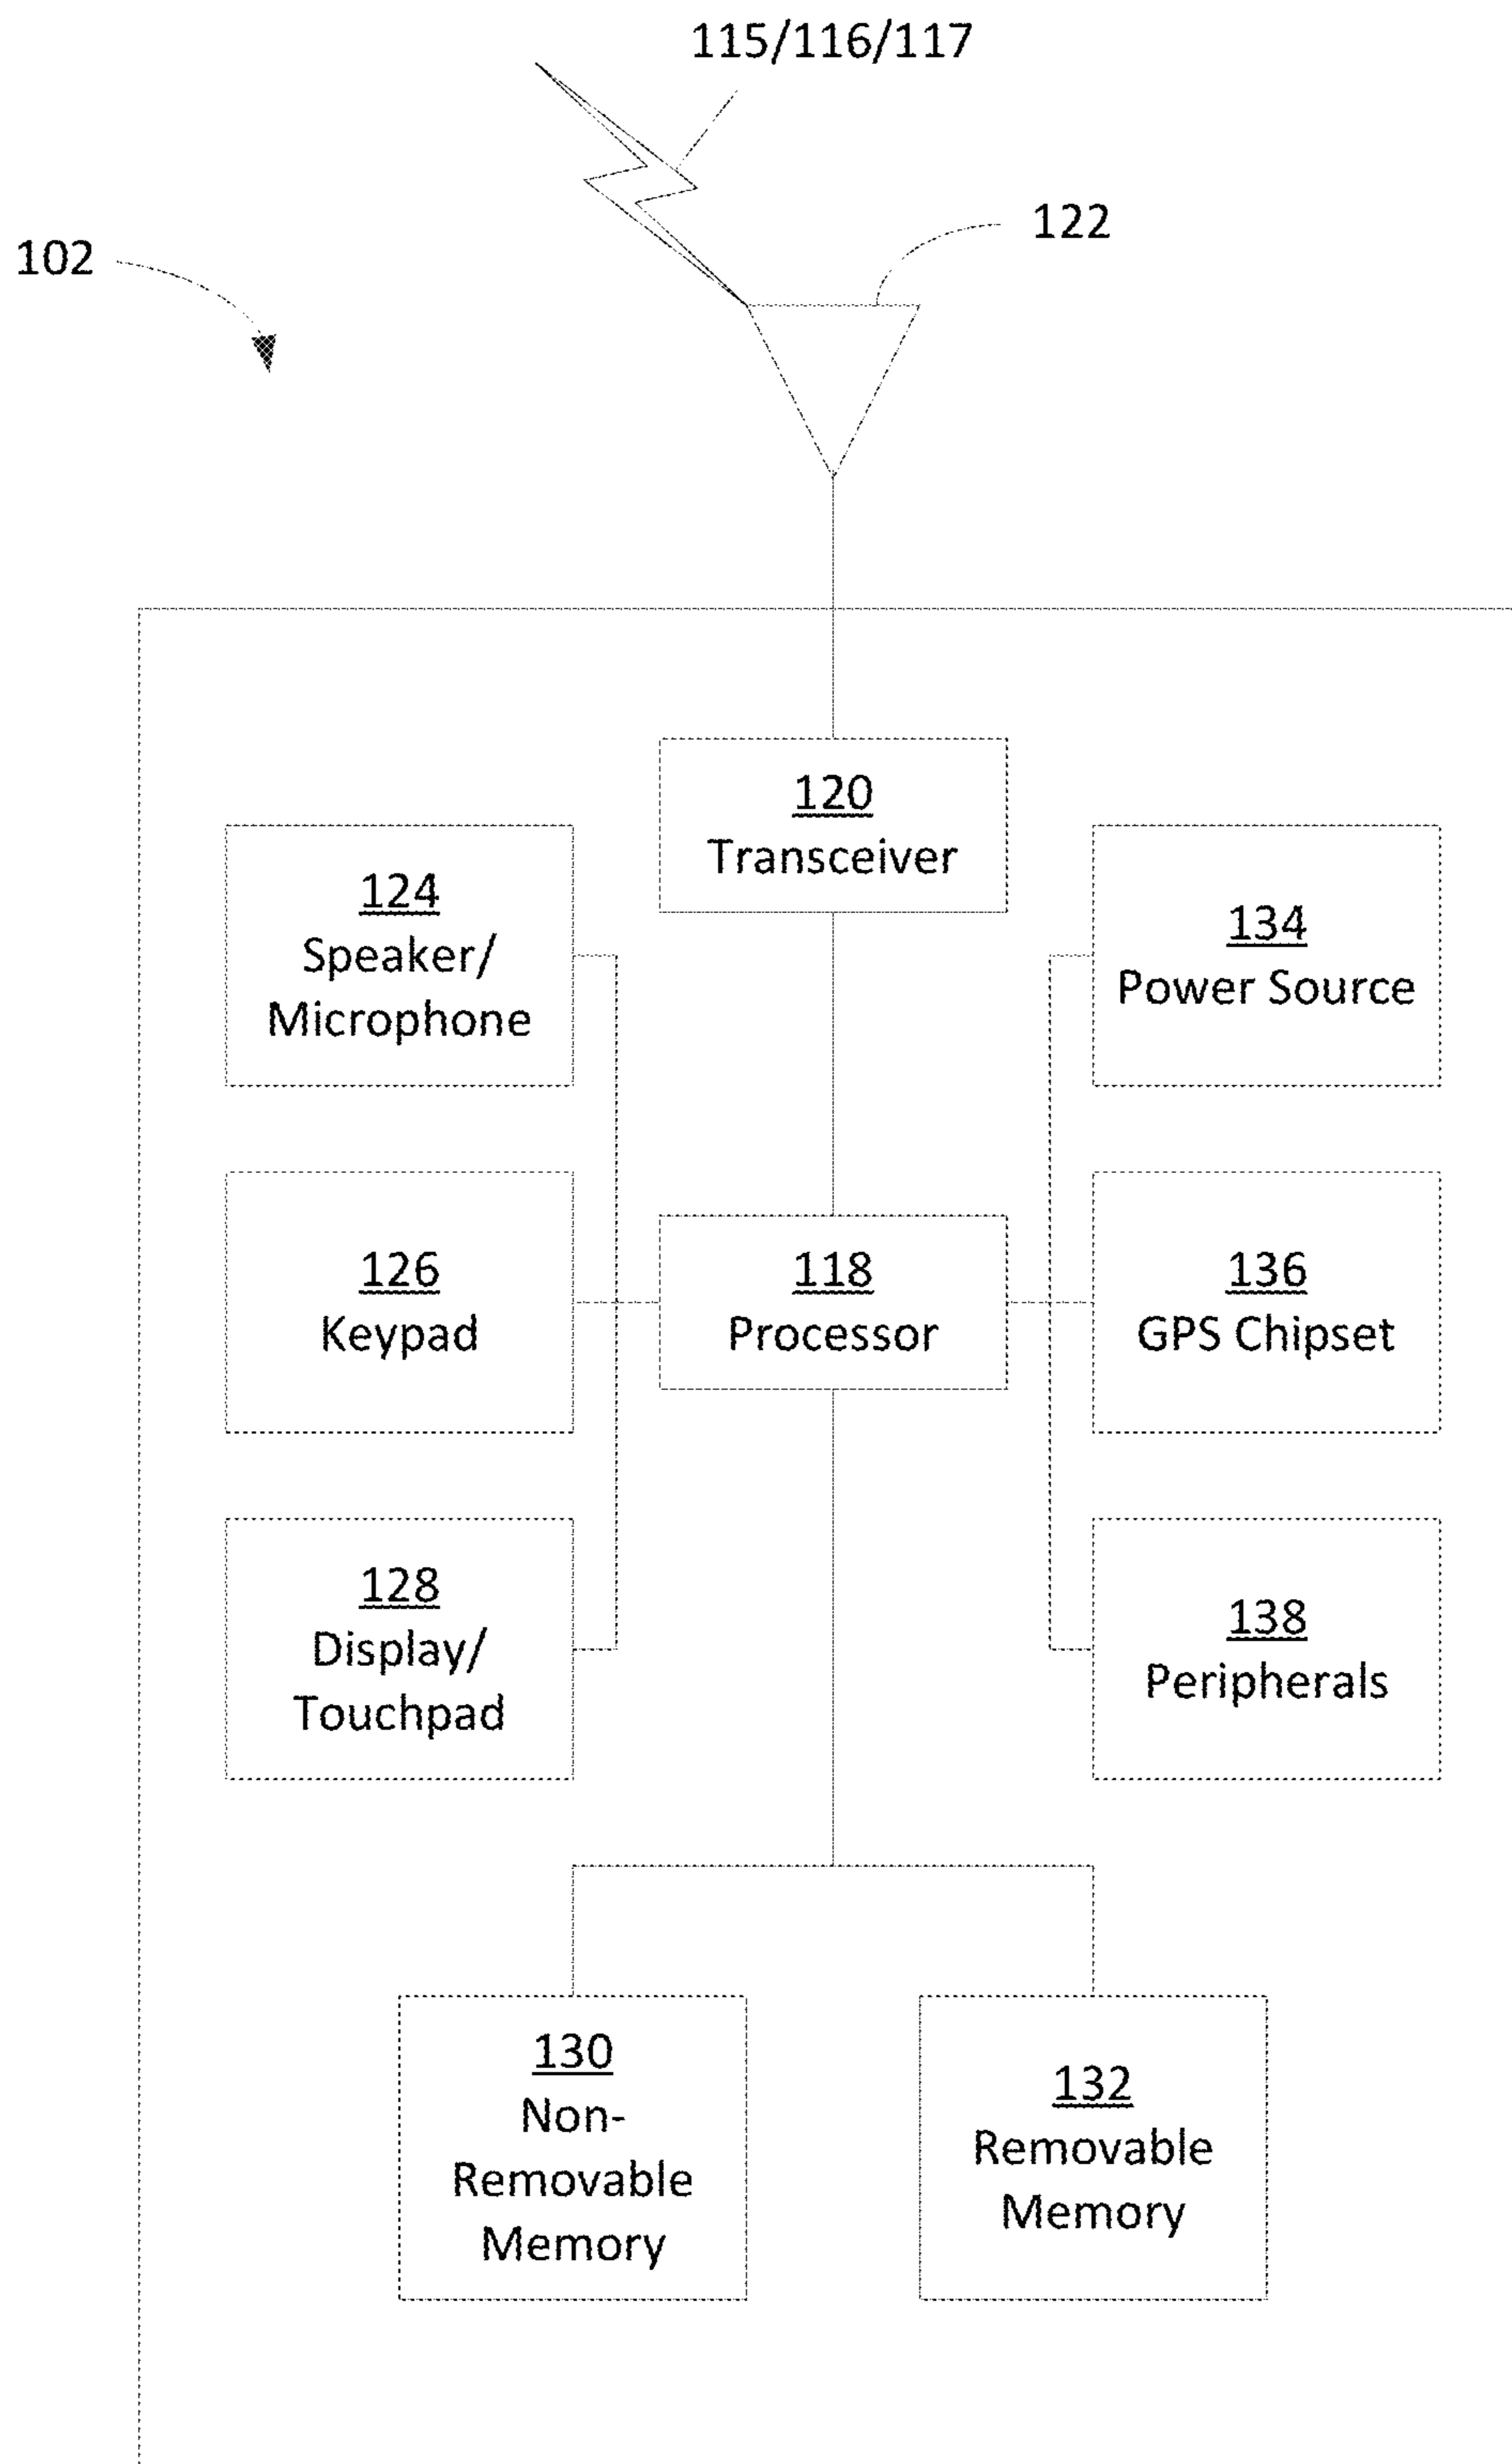 115/116/117
122
102
120
Transceiver
124
Speaker/
Microphone
134
Power Source
126
Keypad
118
Processor
136
GPS Chipset
128
Display/
Touchpad
138
Peripherals
130
Non-
Removable
Memory
132
Removable
Memory